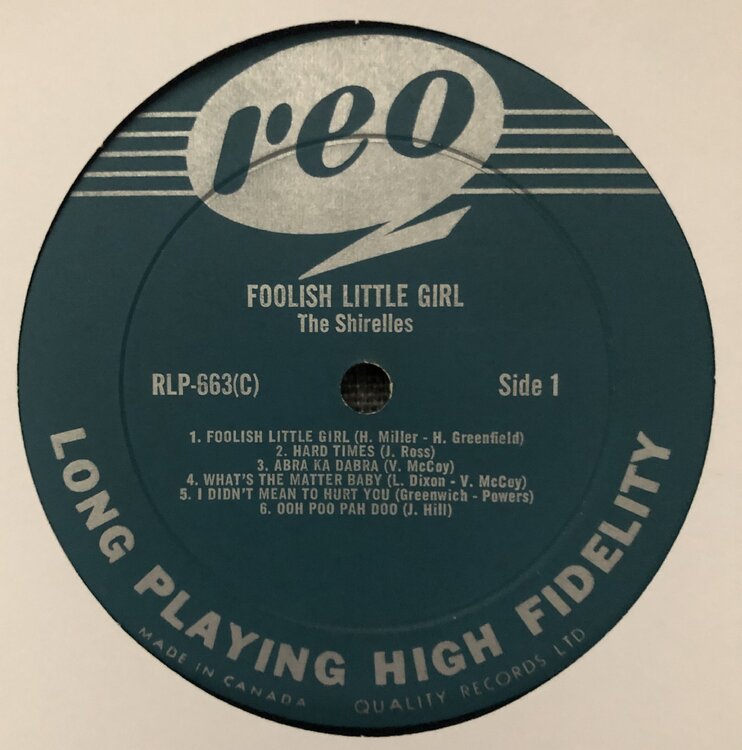 reo
FOOLISH LITTLE GIRL
The Shirelles
RLP-663(C)
Side 1
1. FOOLISH LITTLE GIRL (H. Miller - H. Greenfield)
2. HARD TIMES (J. Ross)
3. ABRA KA DABRA (V. McCoy)
4. WHAT'S THE MATTER BABY (L. Dixon - V. McCoy)
5. I DIDN'T MEAN TO HURT YOU (Greenwich - Powers)
6. OOH POO PAH DOO (J. Hill)
LONG PLAYING HIGH FIDELITY
MADE IN CANADA
QUALITY RECORDS LTD